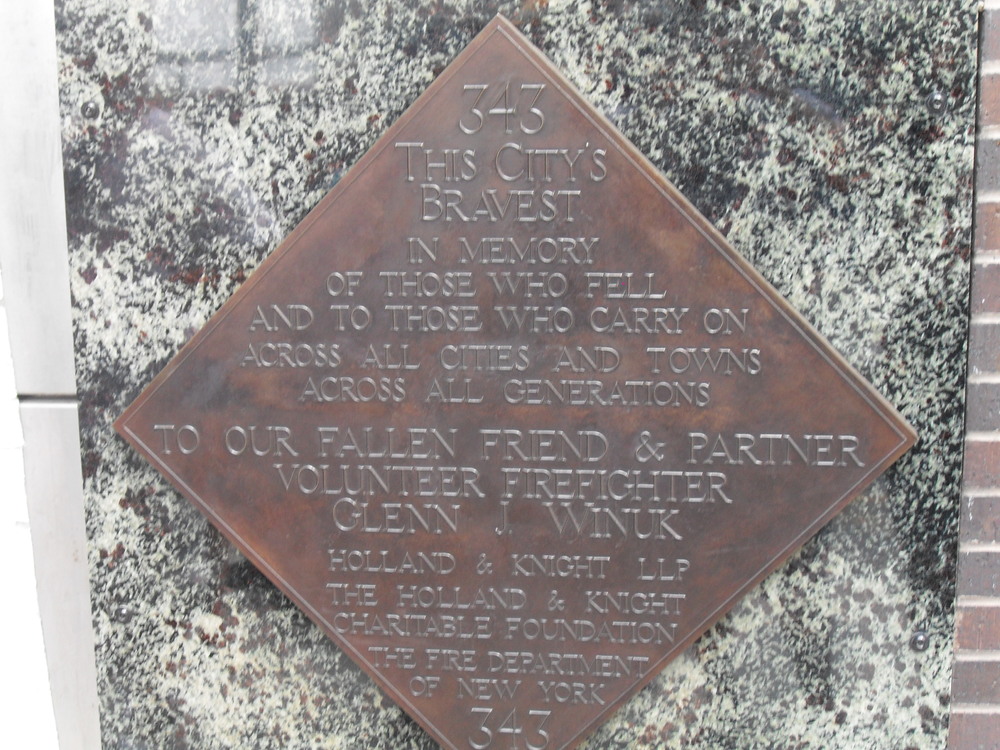 343
THIS CITY'S
BRAVEST
IN MEMORY
OF THOSE WHO FELL
AND TO THOSE WHO CARRY ON
ACROSS ALL CITIES AND TOWNS
ACROSS ALL GENERATIONS
TO OUR FALLEN FRIEND & PARTNER
VOLUNTEER FIREFIGHTER
GLENN J WINUK
HOLLAND & KNIGHT LLP
THE HOLLAND & KNIGHT
CHARITABLE FOUNDATION
THE FIRE DEPARTMENT
OF NEW YORK
343